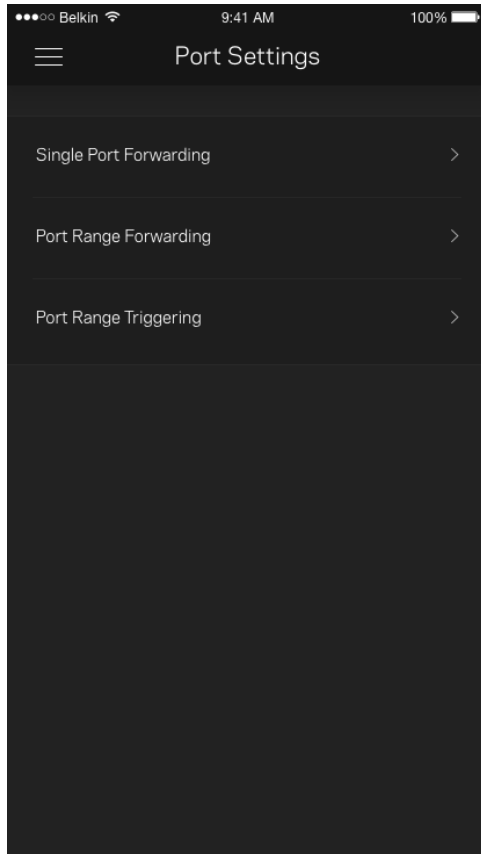 Belkin 9:41 AM 100%
Port Settings
Single Port Forwarding
Port Range Forwarding
Port Range Triggering